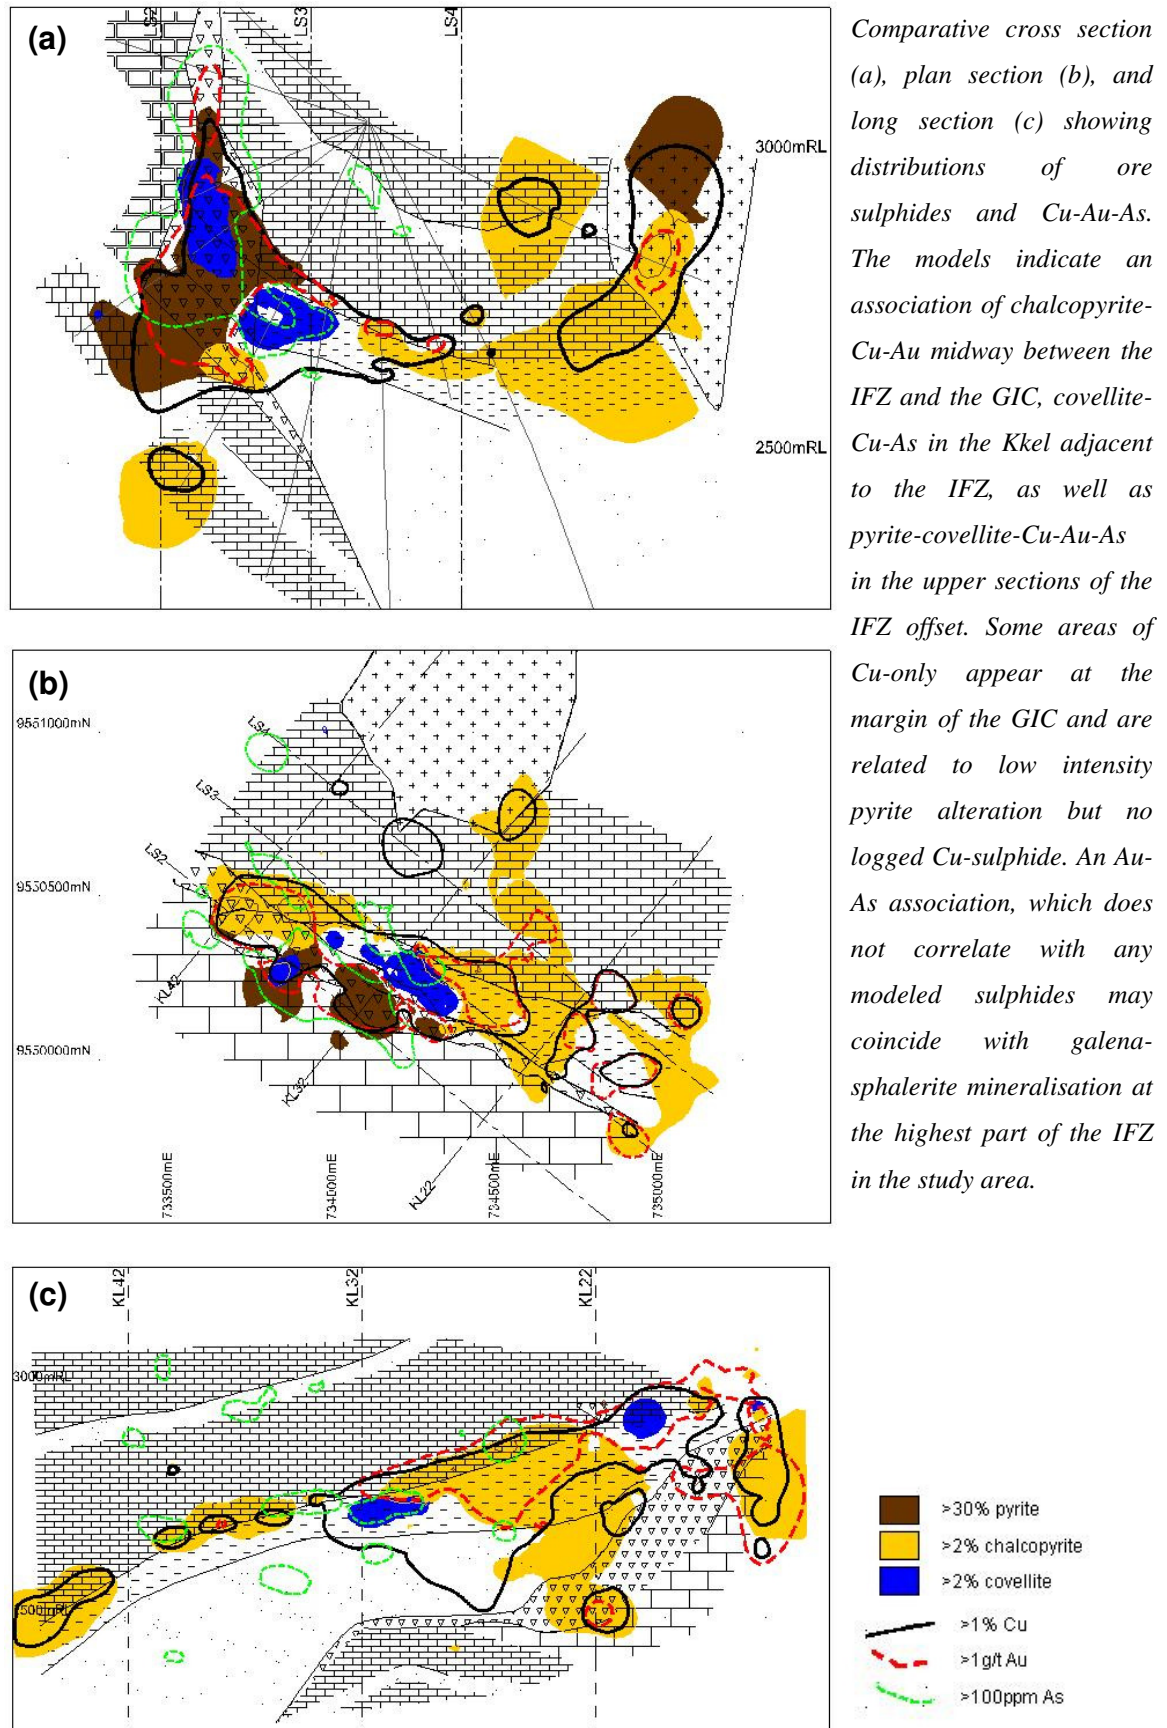 (a)
LS2
LS3
LS4
3000mRL
2500mRL
Comparative cross section
(a), plan section (b), and
long section (c) showing
distributions of ore
sulphides and Cu-Au-As.
The models indicate an
association of chalcopyrite-
Cu-Au midway between the
IFZ and the GIC, covellite-
Cu-As in the Kkel adjacent
to the IFZ, as well as
pyrite-covellite-Cu-Au-As
in the upper sections of the
IFZ offset. Some areas of
Cu-only appear at the
margin of the GIC and are
related to low intensity
pyrite alteration but no
logged Cu-sulphide. An Au-
As association, which does
not correlate with any
modeled sulphides may
coincide with galena-
sphalerite mineralisation at
the highest part of the IFZ
in the study area.
(b)
9551000mN
9550500mN
9550000mN
LS4
LS3
LS2
KL42
KL32
KL22
733500mE
734000mE
734500mE
735000mE
(c)
KL42
KL32
KL22
3000mRL
500mRL
>30% pyrite
>2% chalcopyrite
>2% covellite
>1% Cu
>1g/t Au
>100ppm As